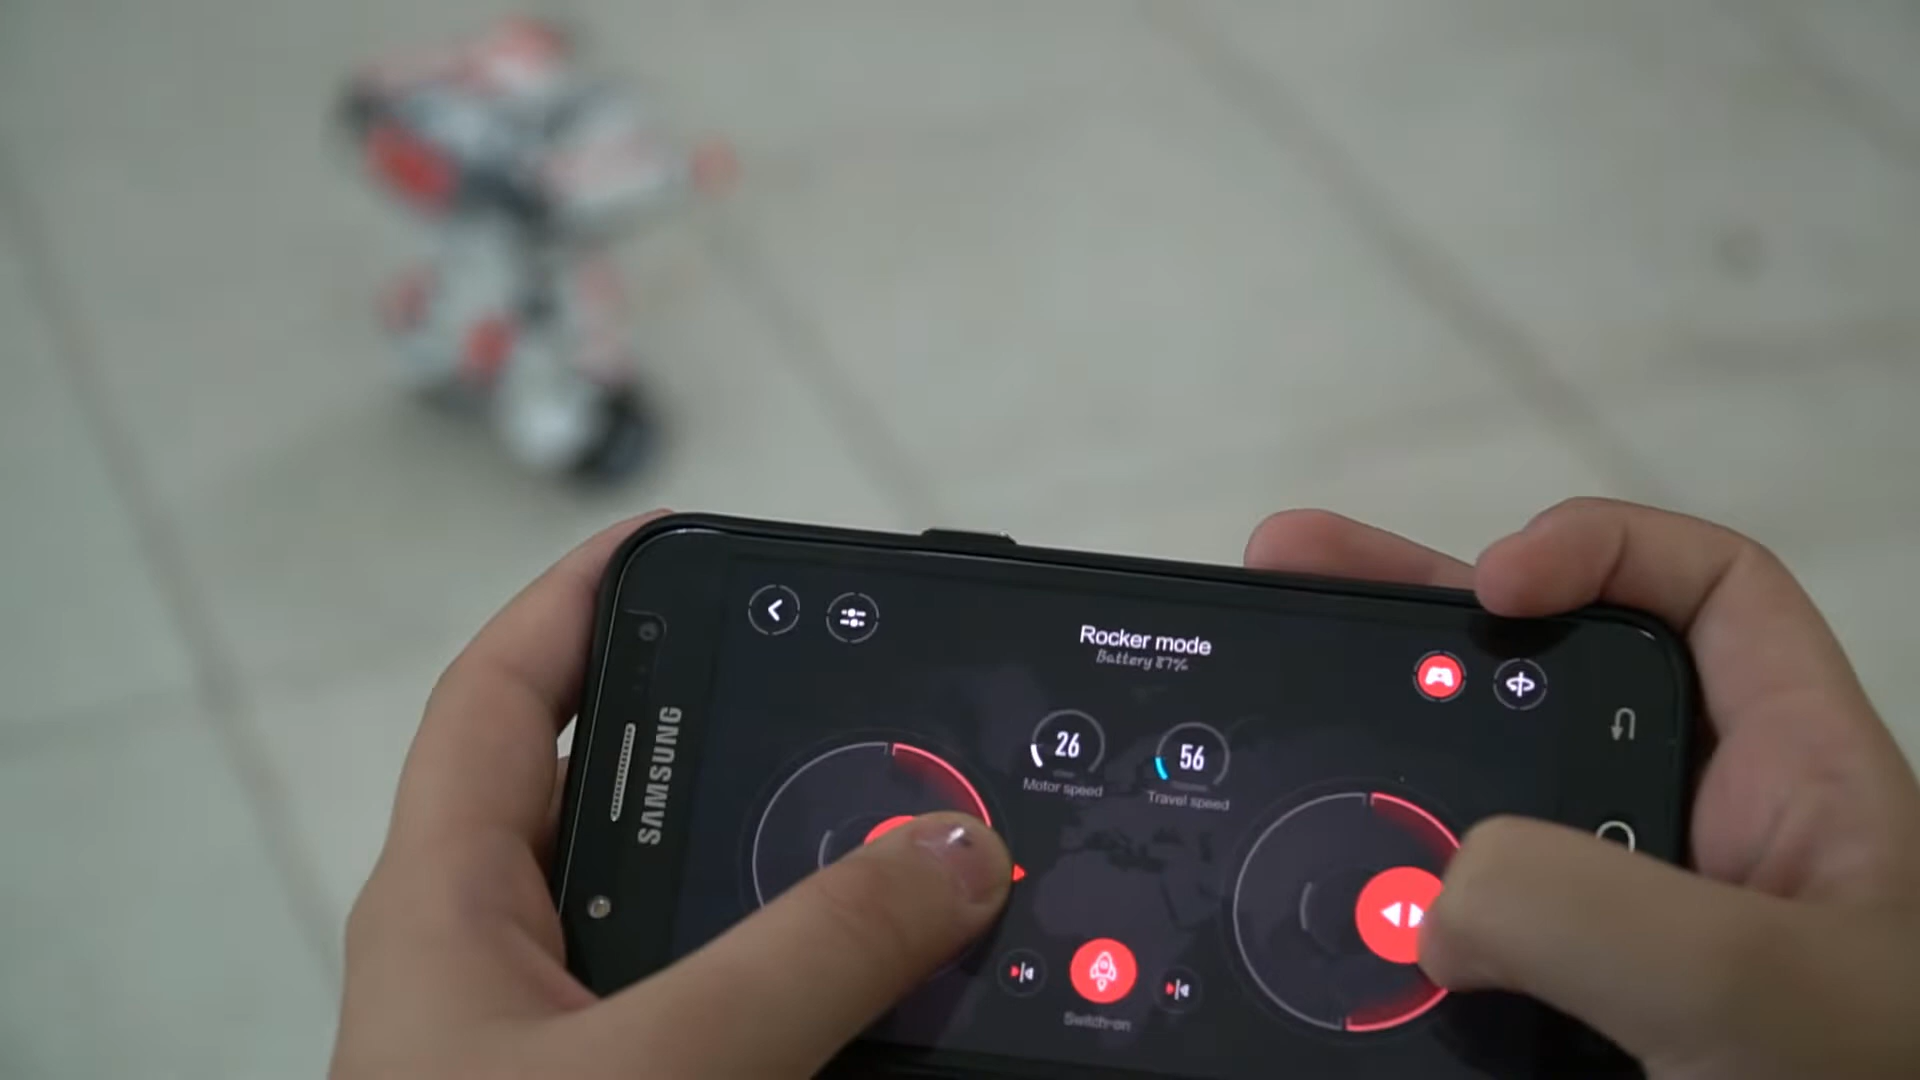 Rocker mode
Battery 87%
26
56
Motor speed
Travel speed
SAMSUNG
Switch-on